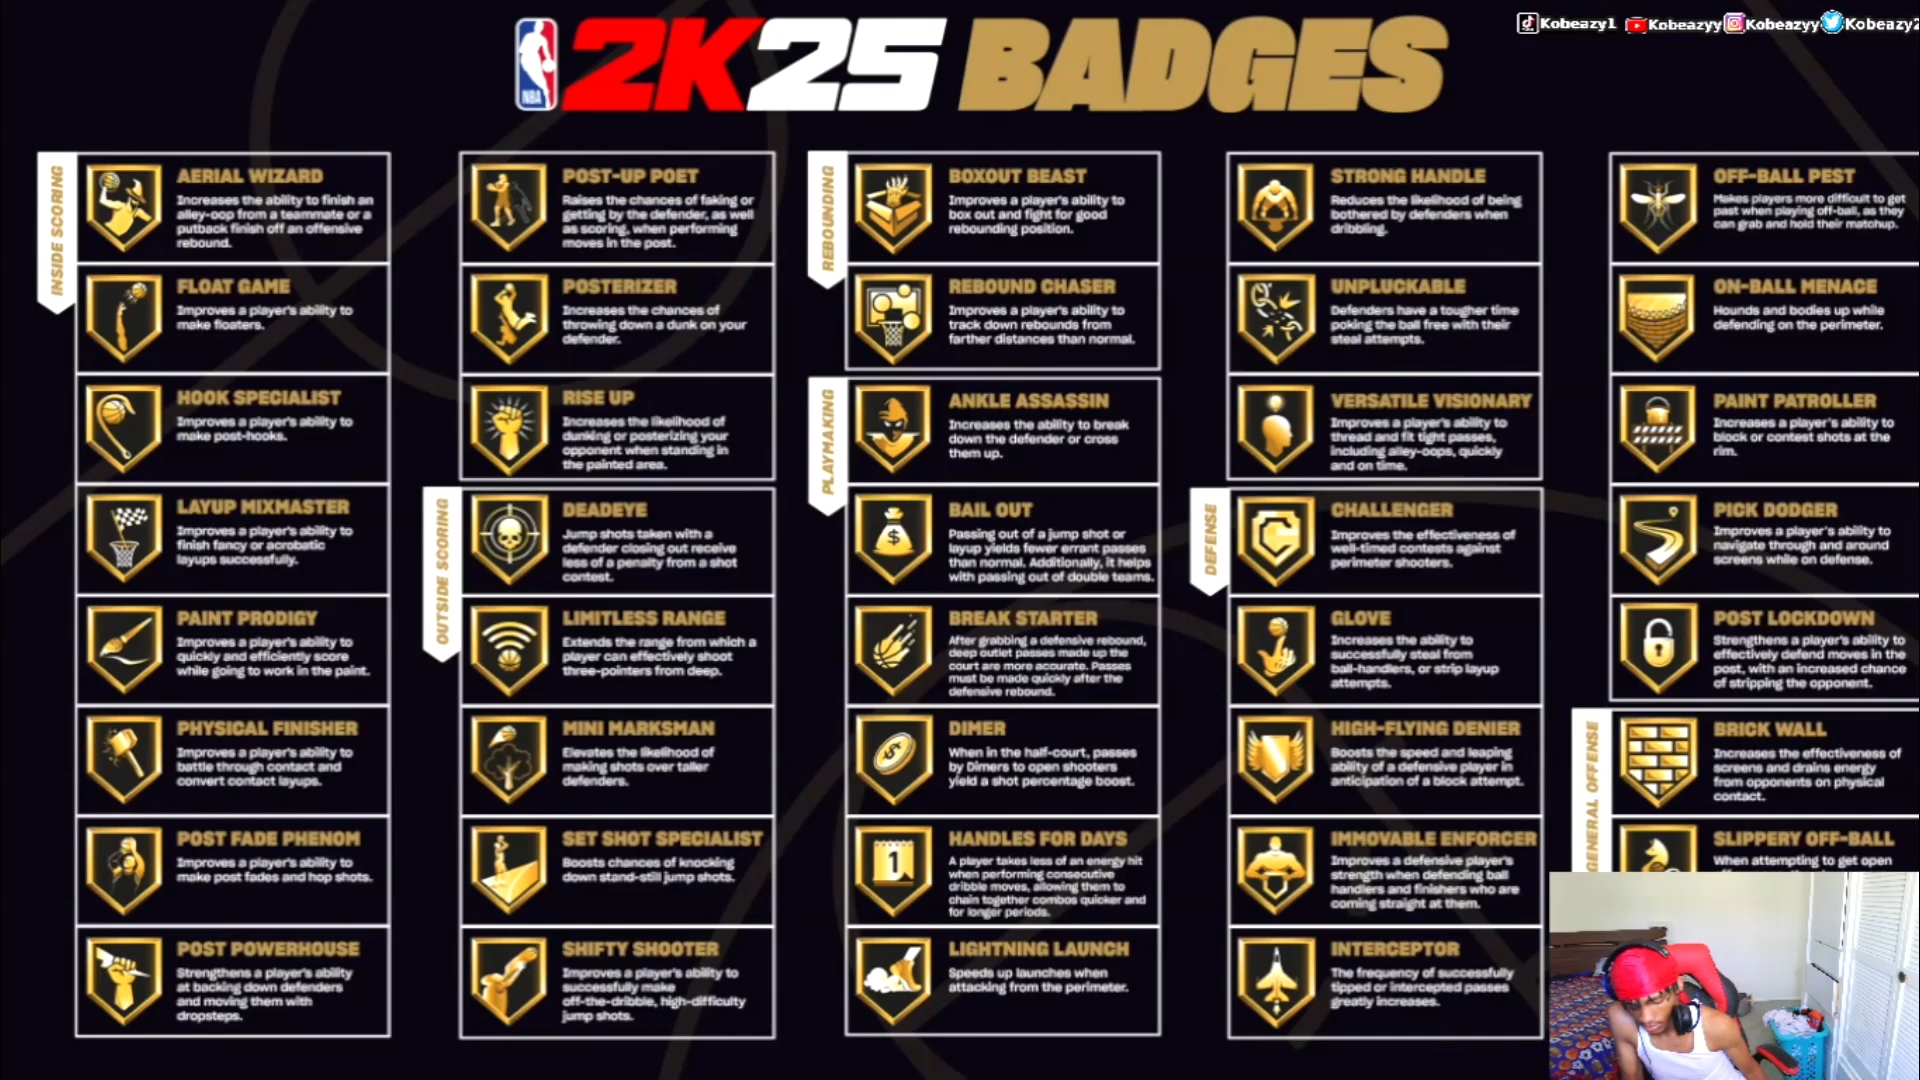 NBA 2K25 BADGES
Kobeazy1 Kobeazyy Kobeazyy Kobeazy2
INSIDE SCORING
AERIAL WIZARD
Increases the ability to finish an
alley-oop from a teammate or a
putback finish off an offensive
rebound.
FLOAT GAME
Improves a player's ability to
make floaters.
HOOK SPECIALIST
Improves a player's ability to
make post-hooks.
LAYUP MIXMASTER
Improves a player's ability to
finish fancy or acrobatic
layups successfully.
PAINT PRODIGY
Improves a player's ability to
quickly and efficiently score
while going to work in the paint.
PHYSICAL FINISHER
Improves a player's ability to
battle through contact and
convert contact layups.
POST FADE PHENOM
Improves a player's ability to
make post fades and hop shots.
POST POWERHOUSE
Strengthens a player's ability
at backing down defenders
and moving them with
dropsteps.
POST-UP POET
Raises the chances of faking or
getting by the defender, as well
as scoring, when performing
moves in the post.
POSTERIZER
Increases the chances of
throwing down a dunk on your
defender.
RISE UP
Increases the likelihood of
dunking or posterizing your
opponent when standing in
the painted area.
OUTSIDE SCORING
DEADEYE
Jump shots taken with a
defender closing out receive
less of a penalty from a shot
contest.
LIMITLESS RANGE
Extends the range from which a
player can effectively shoot
three-pointers from deep.
MINI MARKSMAN
Elevates the likelihood of
making shots over taller
defenders.
SET SHOT SPECIALIST
Boosts chances of knocking
down stand-still jump shots.
SHIFTY SHOOTER
Improves a player's ability to
successfully make
off-the-dribble, high-difficulty
jump shots.
REBOUNDING
BOXOUT BEAST
Improves a player's ability to
box out and fight for good
rebounding position.
REBOUND CHASER
Improves a player's ability to
track down rebounds from
farther distances than normal.
PLAYMAKING
ANKLE ASSASSIN
Increases the ability to break
down the defender or cross
them up.
BAIL OUT
Passing out of a jump shot or
layup yields fewer errant passes
than normal. Additionally, it helps
with passing out of double teams.
BREAK STARTER
After grabbing a defensive rebound,
deep outlet passes made up the
court are more accurate. Passes
must be made quickly after the
defensive rebound.
DIMER
When in the half-court, passes
by Dimers to open shooters
yield a shot percentage boost.
HANDLES FOR DAYS
1
A player takes less of an energy hit
when performing consecutive
dribble moves, allowing them to
chain together combos quicker and
for longer periods.
LIGHTNING LAUNCH
Speeds up launches when
attacking from the perimeter.
STRONG HANDLE
Reduces the likelihood of being
bothered by defenders when
dribbling.
UNPLUCKABLE
Defenders have a tougher time
poking the ball free with their
steal attempts.
VERSATILE VISIONARY
Improves a player's ability to
thread and fit tight passes,
including alley-oops, quickly
and on time.
DEFENSE
CHALLENGER
Improves the effectiveness of
well-timed contests against
perimeter shooters.
GLOVE
Increases the ability to
successfully steal from
ball-handlers, or strip layup
attempts.
HIGH-FLYING DENIER
Boosts the speed and leaping
ability of a defensive player in
anticipation of a block attempt.
IMMOVABLE ENFORCER
Improves a defensive player's
strength when defending ball
handlers and finishers who are
coming straight at them.
INTERCEPTOR
The frequency of successfully
tipped or intercepted passes
greatly increases.
OFF-BALL PEST
Makes players more difficult to get
past when playing off-ball, as they
can grab and hold their matchup.
ON-BALL MENACE
Hounds and bodies up while
defending on the perimeter.
PAINT PATROLLER
Increases a player's ability to
block or contest shots at the
rim.
PICK DODGER
Improves a player's ability to
navigate through and around
screens while on defense.
POST LOCKDOWN
Strengthens a player's ability to
effectively defend moves in the
post, with an increased chance
of stripping the opponent.
GENERAL OFFENSE
BRICK WALL
Increases the effectiveness of
screens and drains energy
from opponents on physical
contact.
SLIPPERY OFF-BALL
When attempting to get open